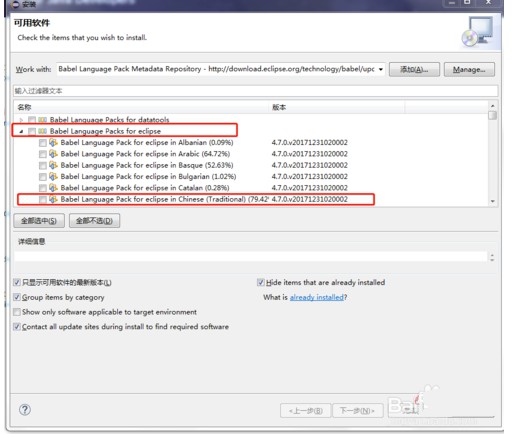 安装
可用软件
Check the items that you wish to install.
Work with: Babel Language Pack Metadata Repository - http://download.eclipse.org/technology/babel/upc 添加(A)... Manage...
输入过滤器文本
名称 版本
Babel Language Packs for datatools
Babel Language Packs for eclipse
Babel Language Pack for eclipse in Albanian (0.09%) 4.7.0.v20171231020002
Babel Language Pack for eclipse in Arabic (64.72%) 4.7.0.v20171231020002
Babel Language Pack for eclipse in Basque (52.63%) 4.7.0.v20171231020002
Babel Language Pack for eclipse in Bulgarian (1.02%) 4.7.0.v20171231020002
Babel Language Pack for eclipse in Catalan (0.28%) 4.7.0.v20171231020002
Babel Language Pack for eclipse in Chinese (Traditional) (79.42 4.7.0.v20171231020002
全部选中(S) 全部不选(D)
详细信息
只显示可用软件的最新版本(L) Hide items that are already installed
Group items by category What is already installed?
Show only software applicable to target environment
Contact all update sites during install to find required software
<上一步(B) 下一步(N)>